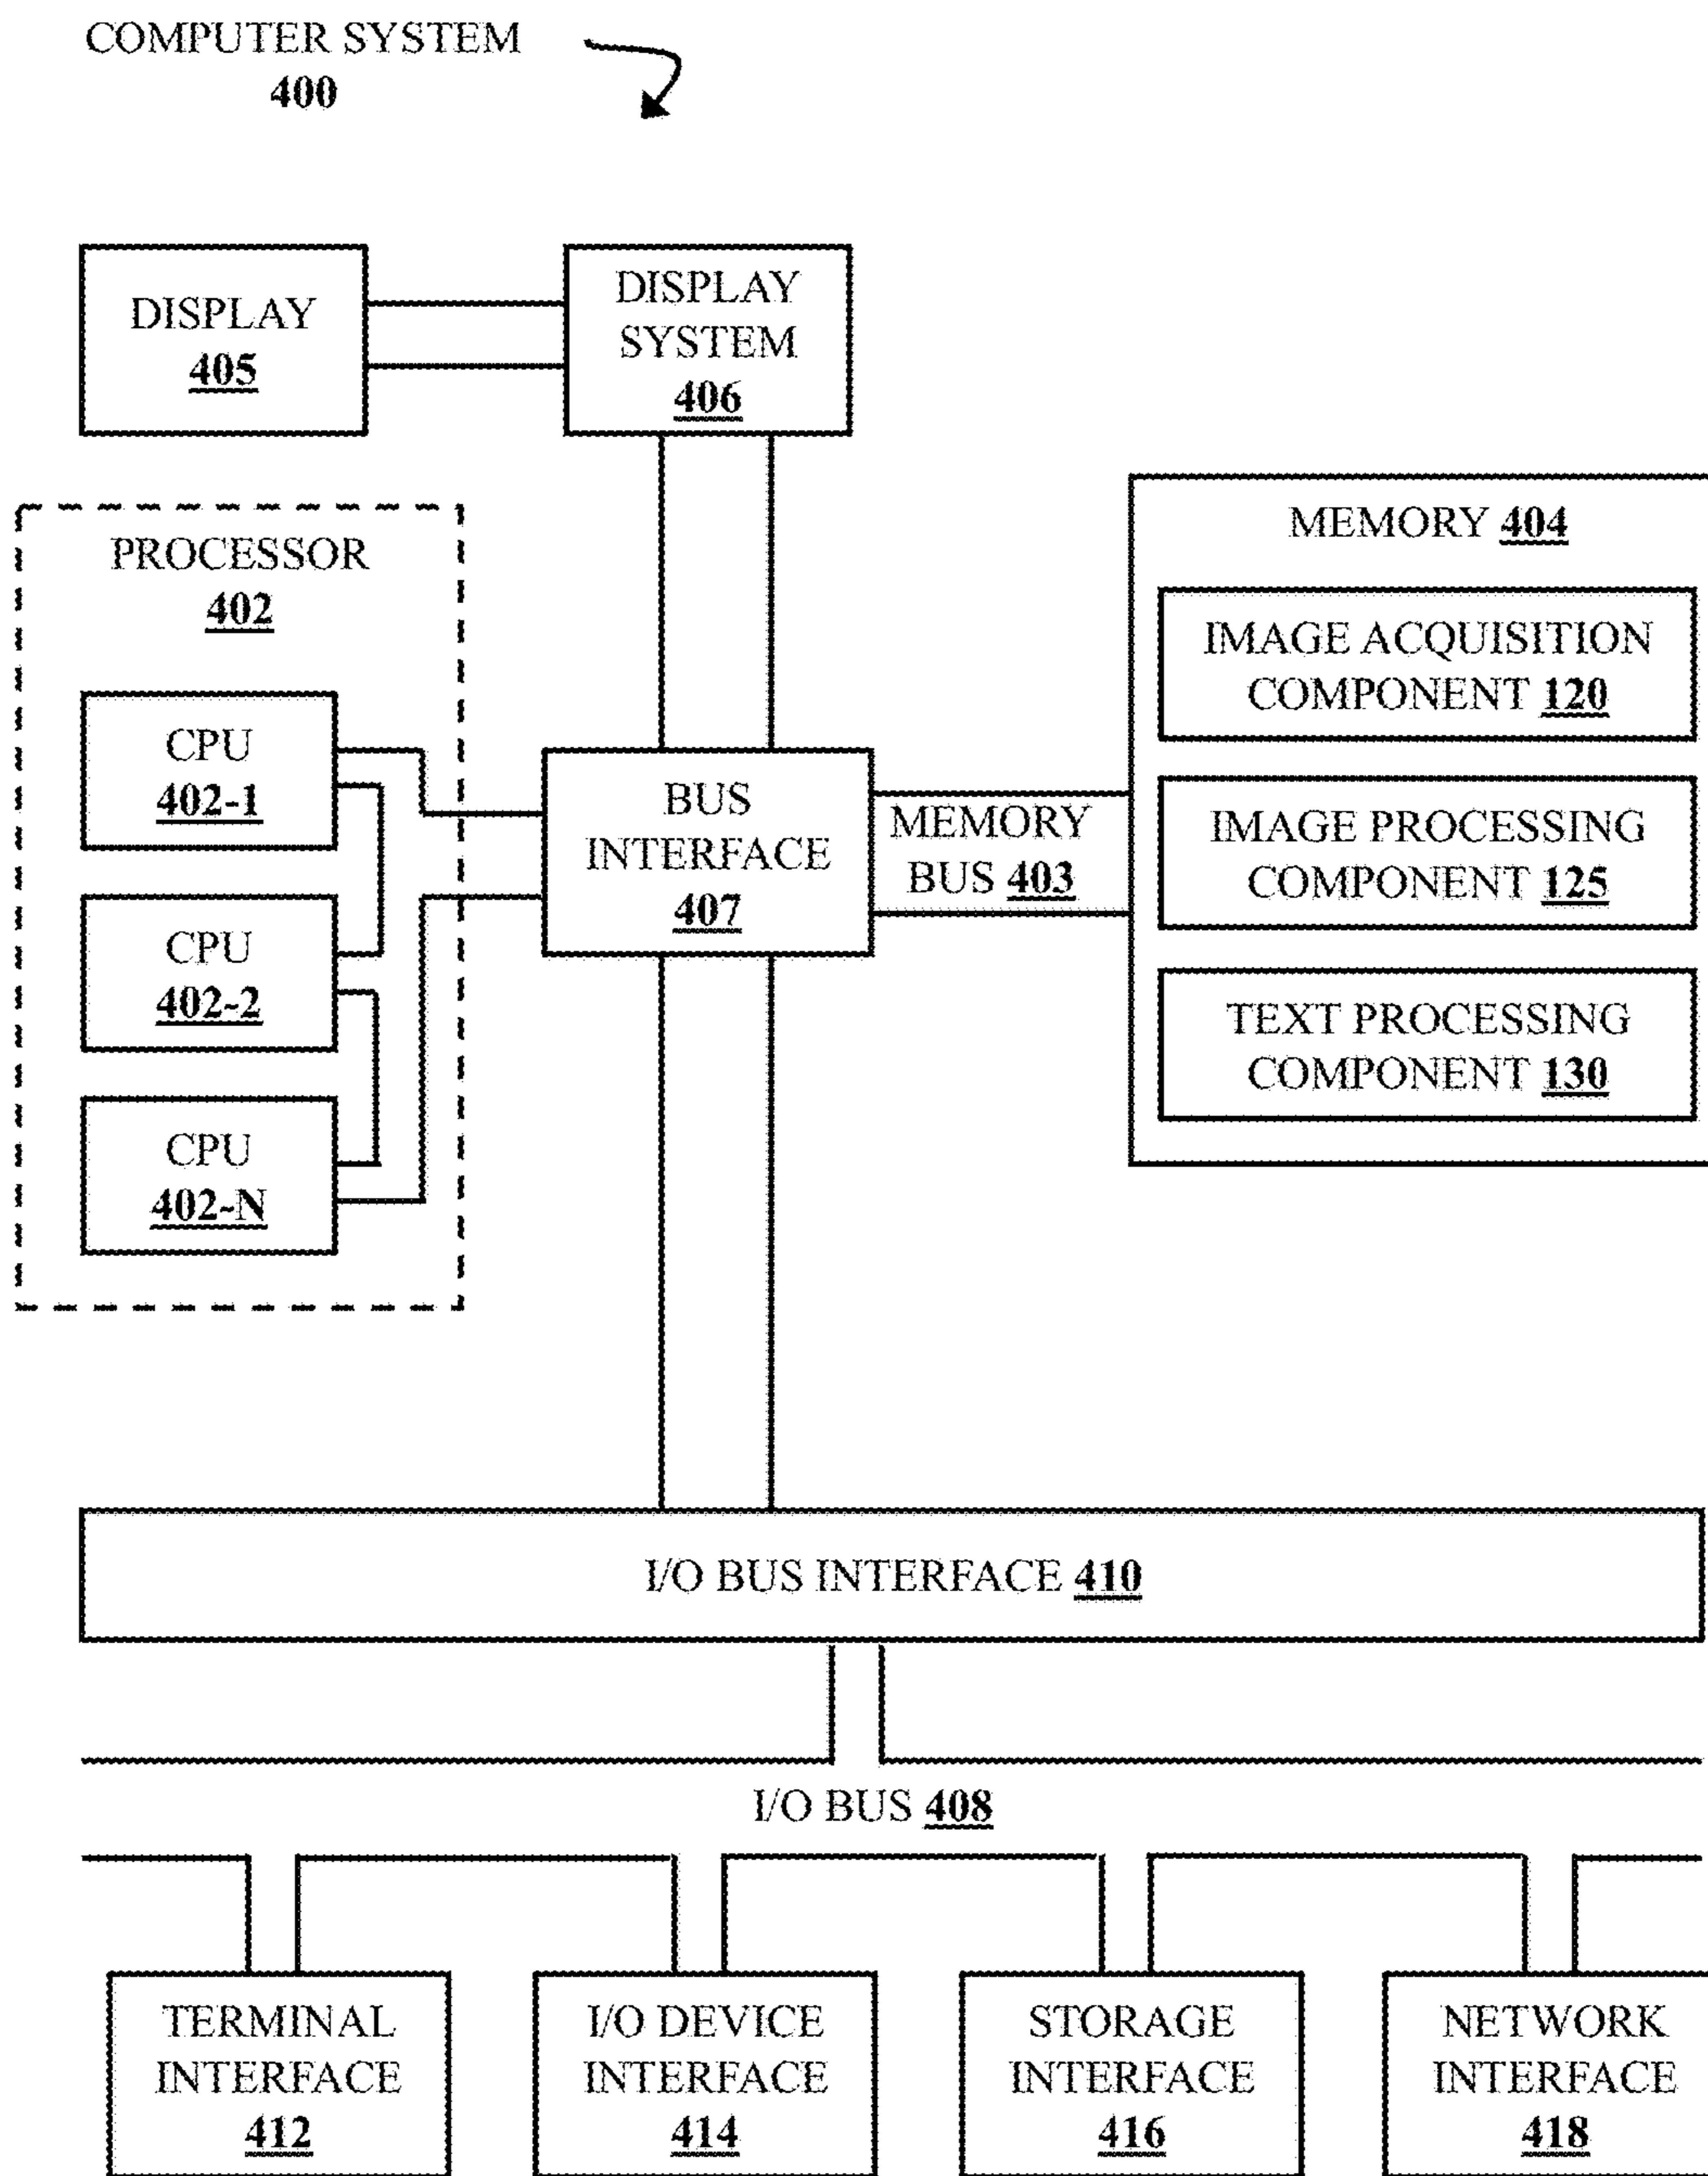 COMPUTER SYSTEM
400
DISPLAY
405
DISPLAY
SYSTEM
406
PROCESSOR
402
CPU
402-1
CPU
402-2
CPU
402-N
BUS
INTERFACE
407
MEMORY
BUS 403
MEMORY 404
IMAGE ACQUISITION
COMPONENT 120
IMAGE PROCESSING
COMPONENT 125
TEXT PROCESSING
COMPONENT 130
I/O BUS INTERFACE 410
I/O BUS 408
TERMINAL
INTERFACE
412
I/O DEVICE
INTERFACE
414
STORAGE
INTERFACE
416
NETWORK
INTERFACE
418